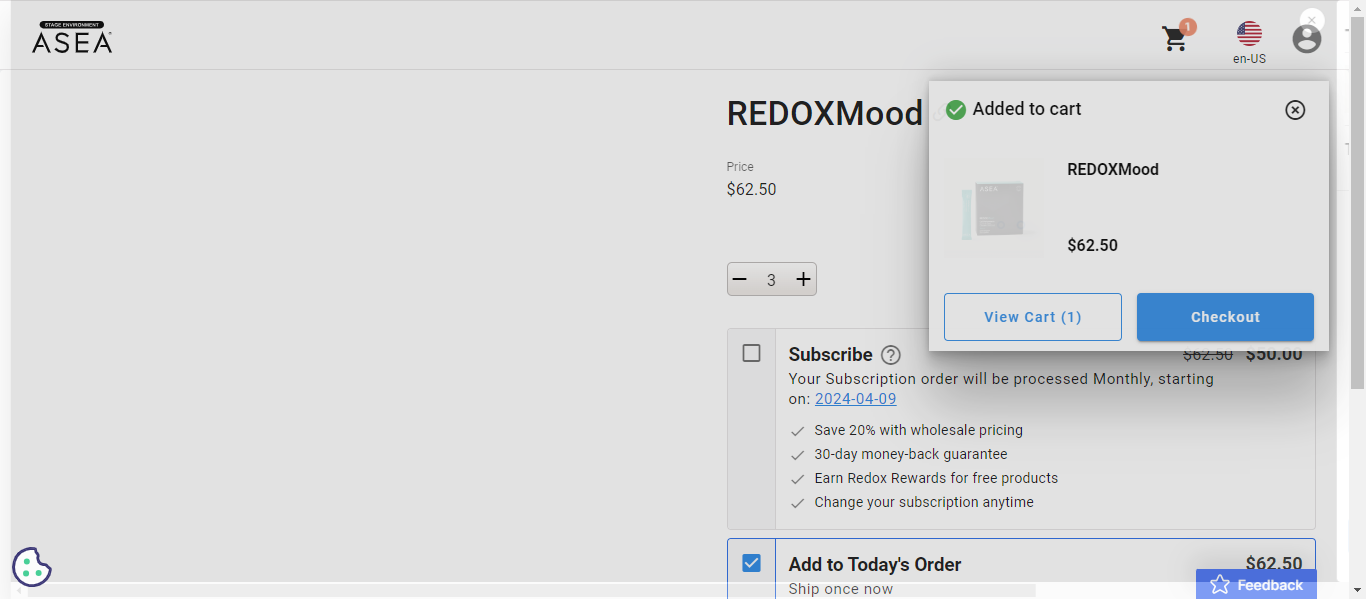 STAGE ENVIRONMENT
ASEA
1
en-US
REDOXMood
Price
$62.50
3
Added to cart
ASEA
REDOXMood
$62.50
View Cart (1)
Checkout
Subscribe ?
$62.50 $50.00
Your Subscription order will be processed Monthly, starting
on: 2024-04-09
Save 20% with wholesale pricing
30-day money-back guarantee
Earn Redox Rewards for free products
Change your subscription anytime
Add to Today's Order
$62.50
Ship once now
Feedback